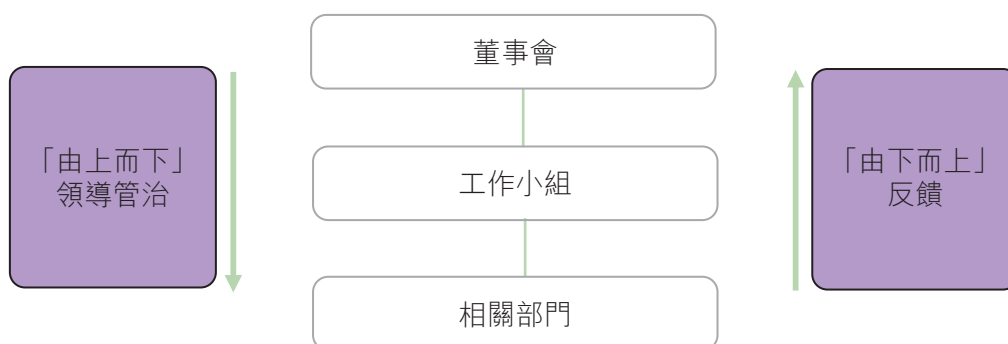 董事會
「由上而下」
領導管治
工作小組
「由下而上」
反饋
相關部門